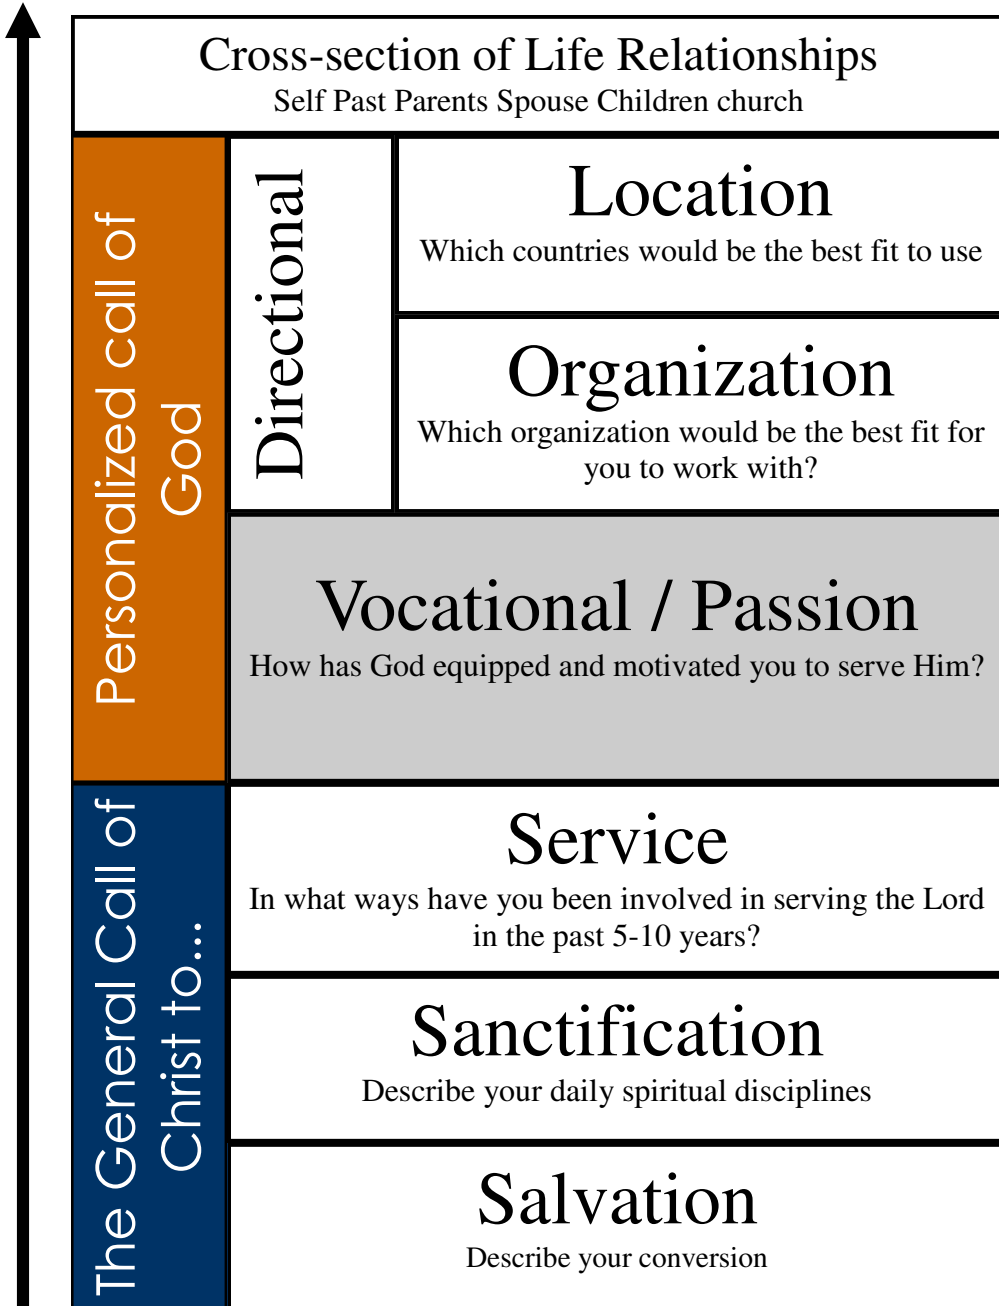 Cross-section of Life Relationships
Self Past Parents Spouse Children church
Personalized call of
God
Directional
Location
Which countries would be the best fit to use
Organization
Which organization would be the best fit for
you to work with?
Vocational / Passion
How has God equipped and motivated you to serve Him?
The General Call of
Christ to...
Service
In what ways have you been involved in serving the Lord
in the past 5-10 years?
Sanctification
Describe your daily spiritual disciplines
Salvation
Describe your conversion